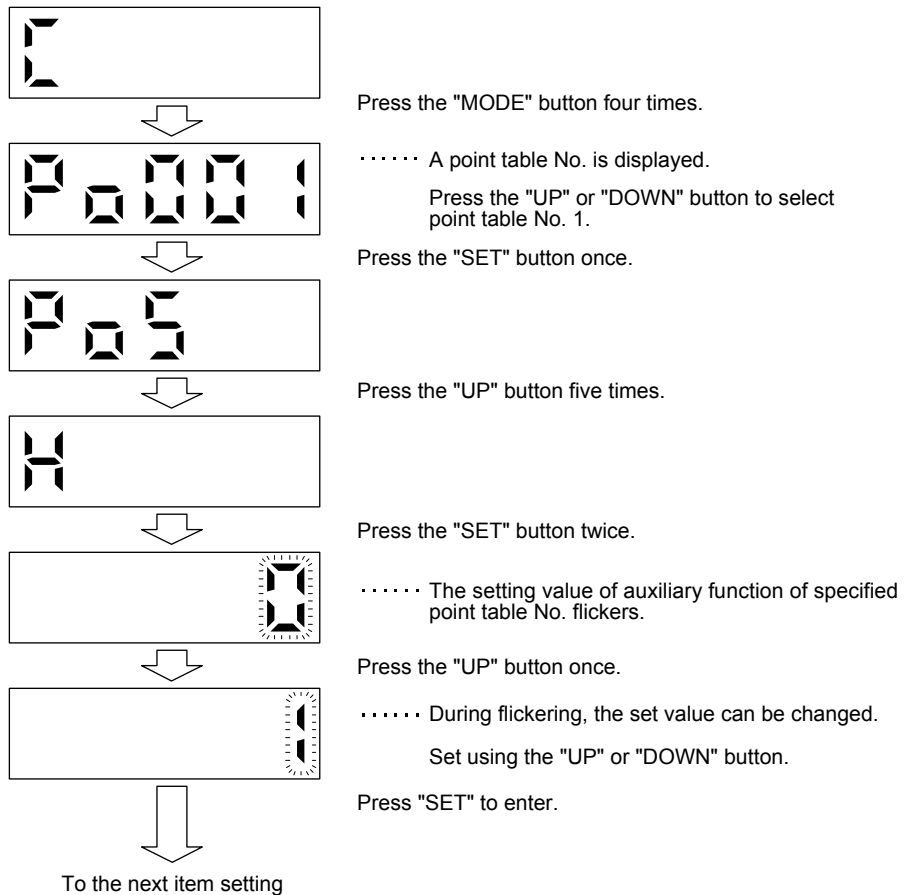 C
Press the "MODE" button four times.
Po001
······ A point table No. is displayed.
Press the "UP" or "DOWN" button to select
point table No. 1.
Press the "SET" button once.
PoS
Press the "UP" button five times.
H
Press the "SET" button twice.
0
······ The setting value of auxiliary function of specified
point table No. flickers.
Press the "UP" button once.
1
······ During flickering, the set value can be changed.
Set using the "UP" or "DOWN" button.
Press "SET" to enter.
To the next item setting